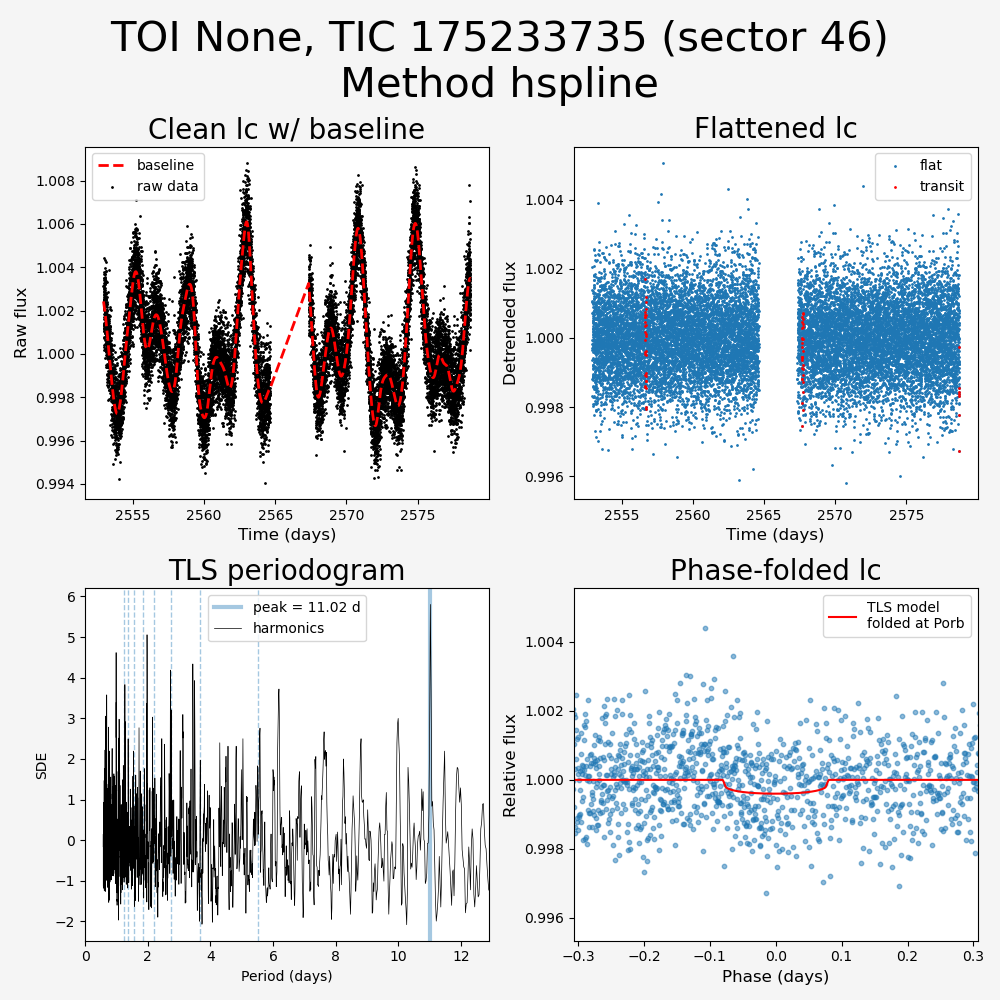 TOI None, TIC 175233735 (sector 46)
Method hspline
Clean lc w/ baseline
baseline
raw data
1.008
1.006
1.004
1.002
1.000
0.998
0.996
0.994
Raw flux
2555
2560
2565
2570
2575
Time (days)
Flattened lc
flat
transit
1.004
1.002
1.000
0.998
0.996
Detrended flux
2555
2560
2565
2570
2575
Time (days)
TLS periodogram
peak = 11.02 d
harmonics
6
5
4
3
2
1
0
−1
−2
SDE
0
2
4
6
8
10
12
Period (days)
Phase-folded lc
TLS model
folded at Porb
1.004
1.002
1.000
0.998
0.996
Relative flux
−0.3
−0.2
−0.1
0.0
0.1
0.2
0.3
Phase (days)